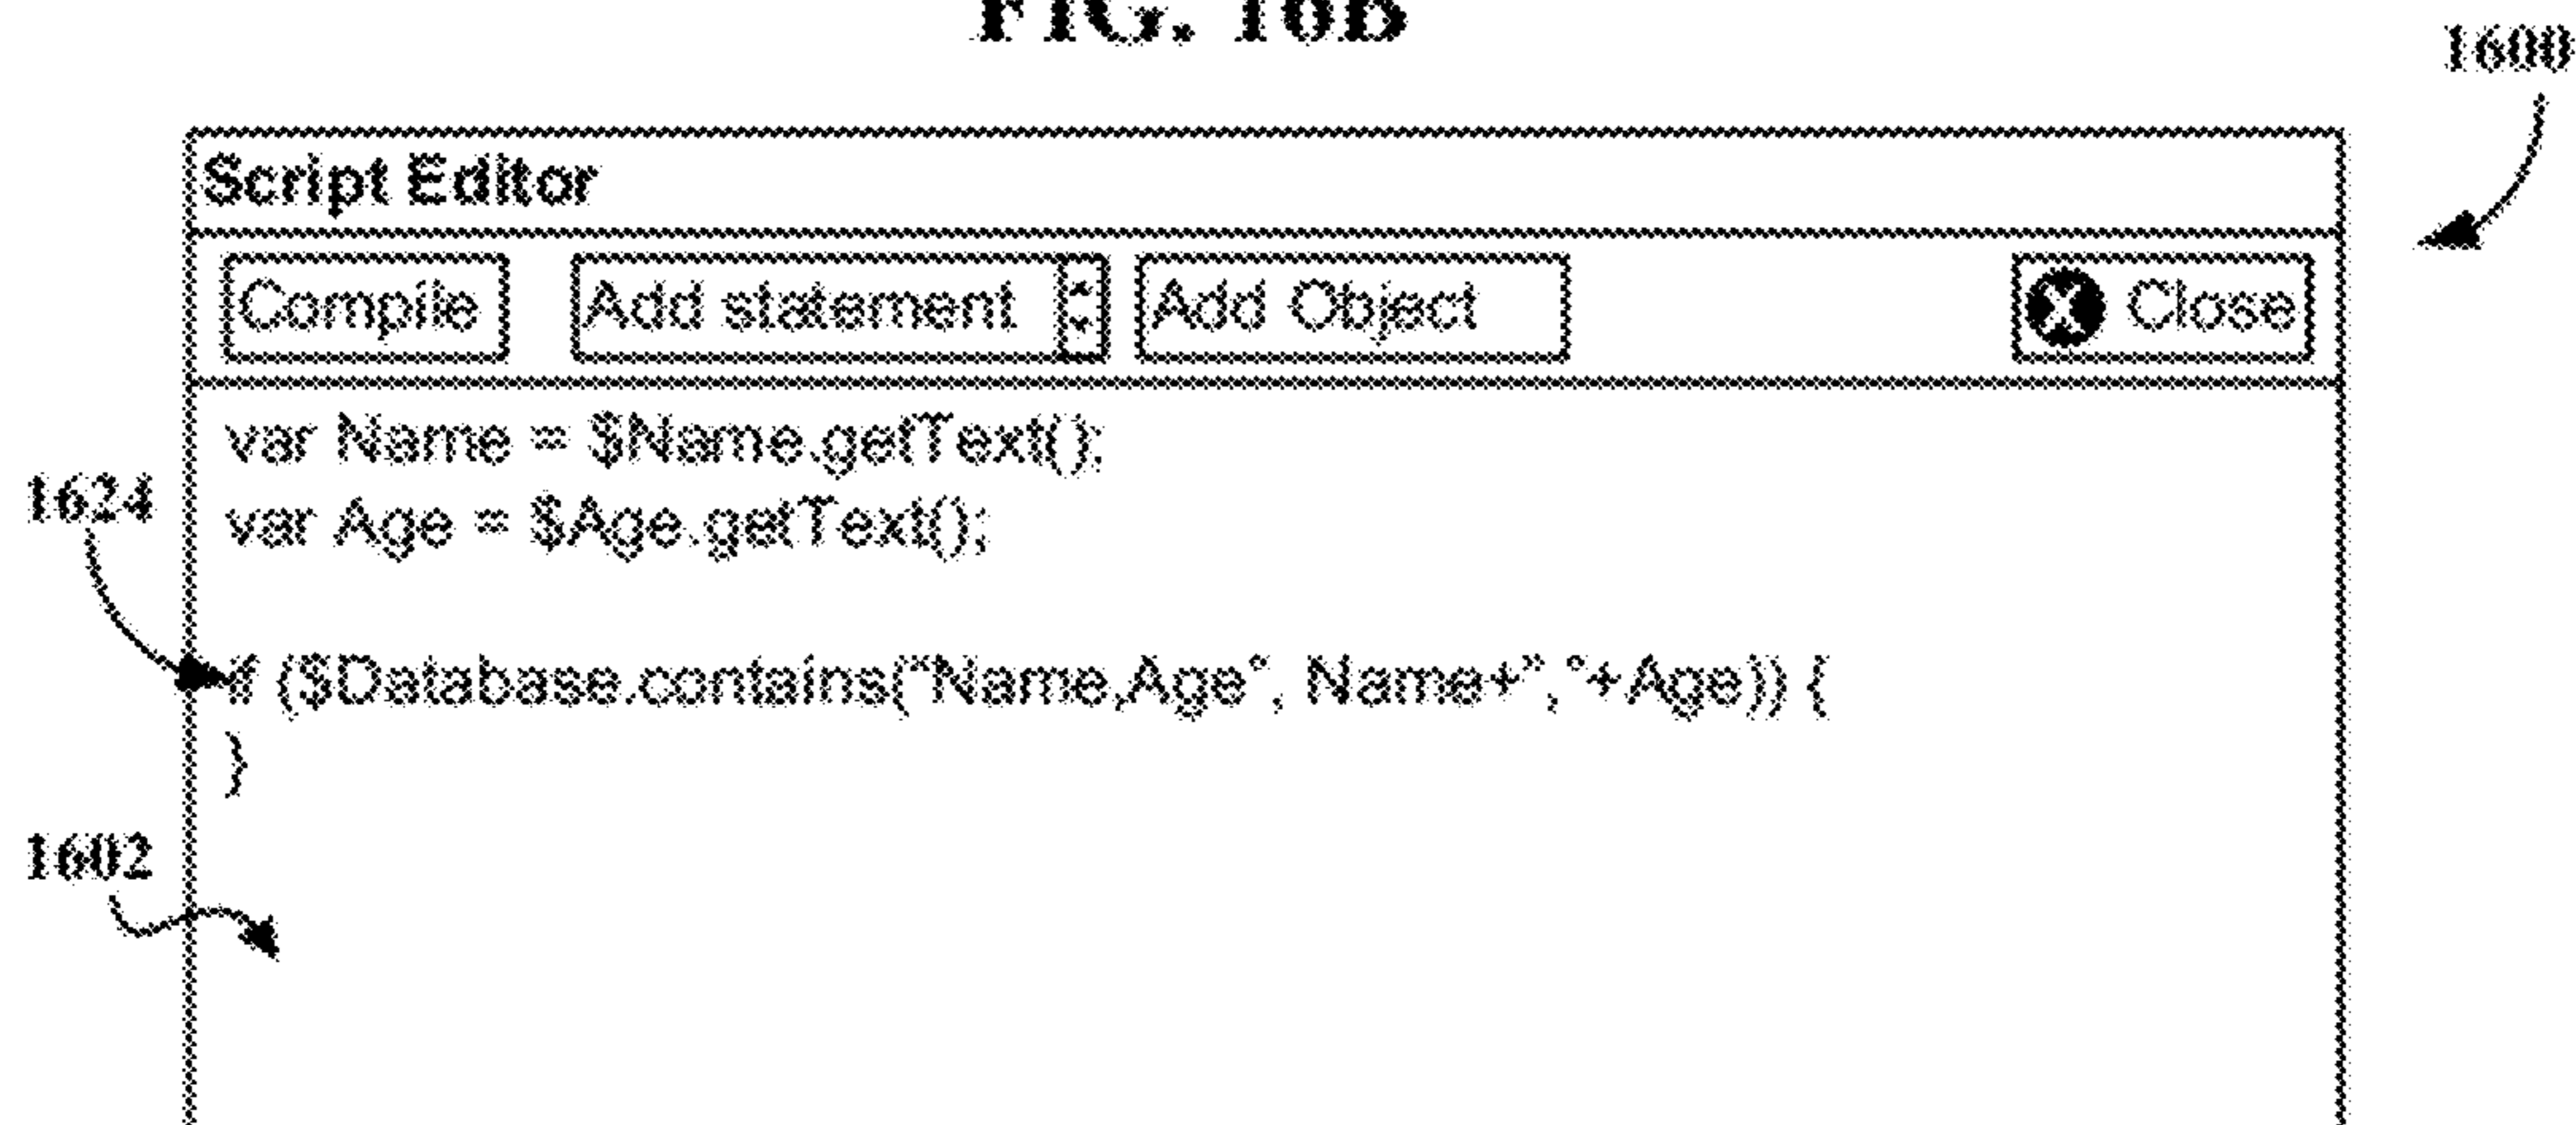 FIG. 16B
1600
Script Editor
Compile Add statement Add Object X Close
var Name = $Name.getText();
1624
var Age = $Age.getText();
if ($Database.contains("Name,Age", Name+","+Age)) {
}
1602